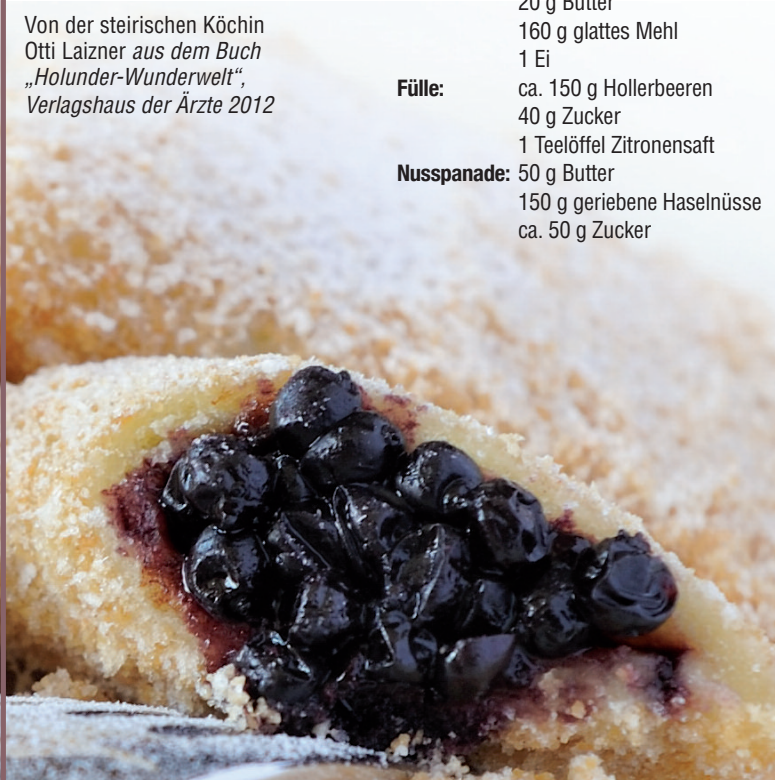 Von der steirischen Köchin
Otti Laizner aus dem Buch
„Holunder-Wunderwelt“,
Verlagshaus der Ärzte 2012
20 g Butter
160 g glattes Mehl
1 Ei
Fülle: ca. 150 g Hollerbeeren
40 g Zucker
1 Teelöffel Zitronensaft
Nusspanade: 50 g Butter
150 g geriebene Haselnüsse
ca. 50 g Zucker